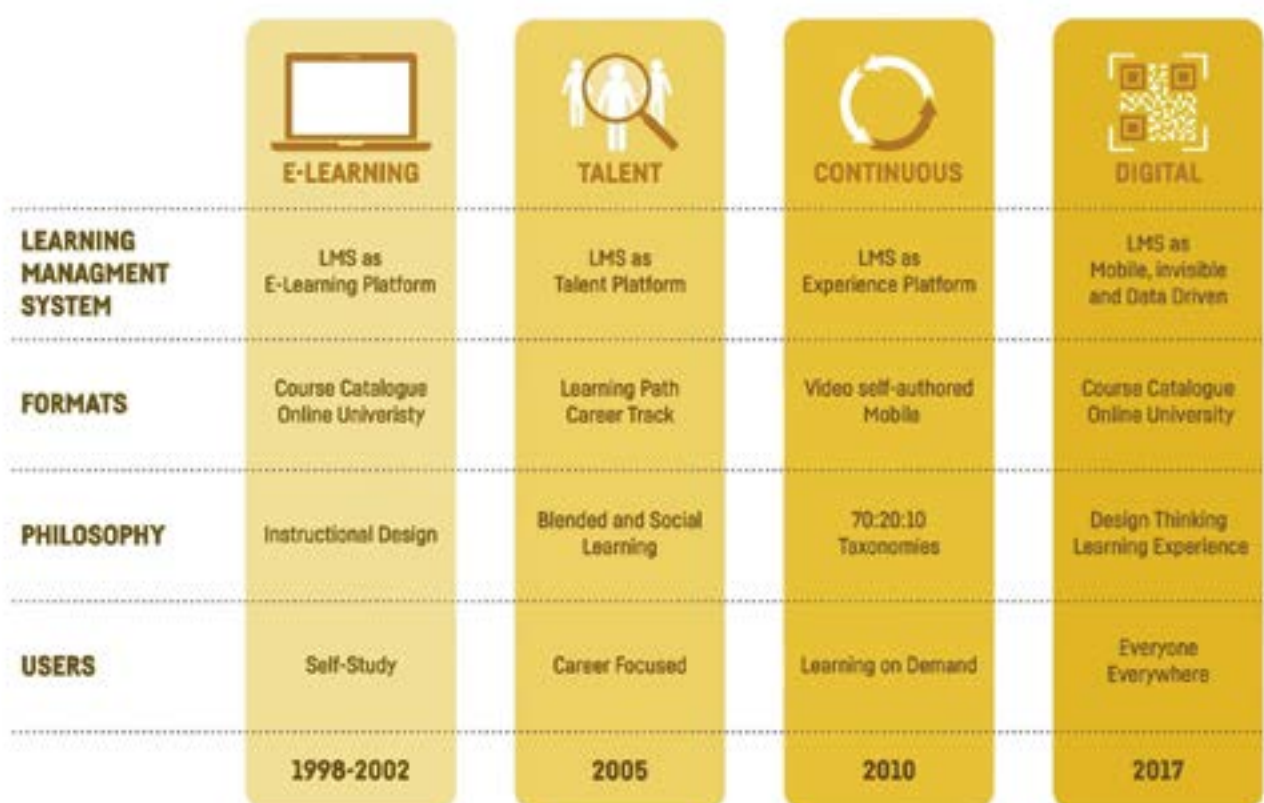 E-LEARNING
TALENT
CONTINUOUS
DIGITAL
LEARNING
MANAGMENT
SYSTEM
LMS as
E-Learning Platform
LMS as
Talent Platform
LMS as
Experience Platform
LMS as
Mobile, invisible
and Data Driven
FORMATS
Course Catalogue
Online Univeristy
Learning Path
Career Track
Video self-authored
Mobile
Course Catalogue
Online University
PHILOSOPHY
Instructional Design
Blended and Social
Learning
70:20:10
Taxonomies
Design Thinking
Learning Experience
USERS
Self-Study
Career Focused
Learning on Demand
Everyone
Everywhere
1998-2002
2005
2010
2017